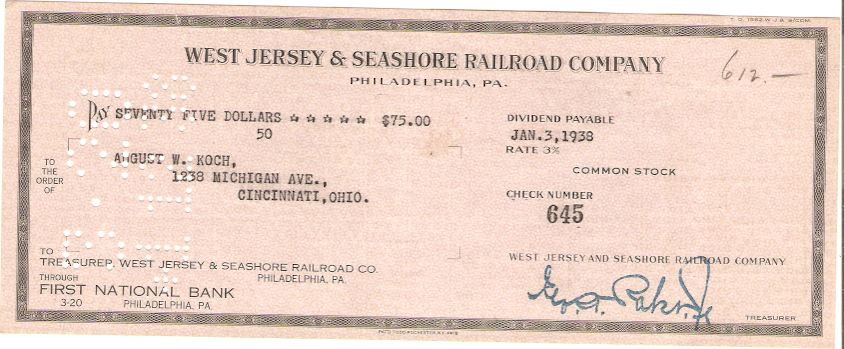 WEST JERSEY & SEASHORE RAILROAD COMPANY
PHILADELPHIA, PA.
612.—
PAY SEVENTY FIVE DOLLARS ☆ ☆ ☆ ☆ ☆ $75.00
50
DIVIDEND PAYABLE
JAN.3,1938
RATE 3%
COMMON STOCK
TO
THE
ORDER
OF
AUGUST W. KOCH,
1238 MICHIGAN AVE.,
CINCINNATI,OHIO.
CHECK NUMBER
645
TO
TREASURER, WEST JERSEY & SEASHORE RAILROAD CO.
PHILADELPHIA, PA.
THROUGH
FIRST NATIONAL BANK
3-20 PHILADELPHIA, PA.
WEST JERSEY AND SEASHORE RAILROAD COMPANY
TREASURER